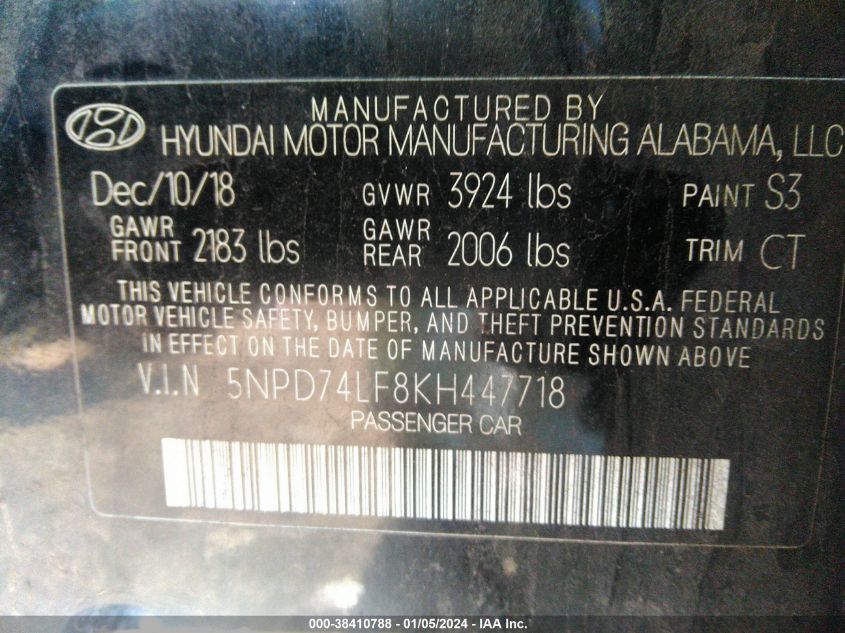 MANUFACTURED BY
HYUNDAI MOTOR MANUFACTURING ALABAMA, LLC
Dec/10/18 GVWR 3924 lbs PAINT S3
GAWR FRONT 2183 lbs GAWR REAR 2006 lbs TRIM CT
THIS VEHICLE CONFORMS TO ALL APPLICABLE U.S.A. FEDERAL
MOTOR VEHICLE SAFETY, BUMPER, AND THEFT PREVENTION STANDARDS
IN EFFECT ON THE DATE OF MANUFACTURE SHOWN ABOVE
V.I.N 5NPD74LF8KH447718
PASSENGER CAR
000-38410788 - 01/05/2024 - IAA Inc.